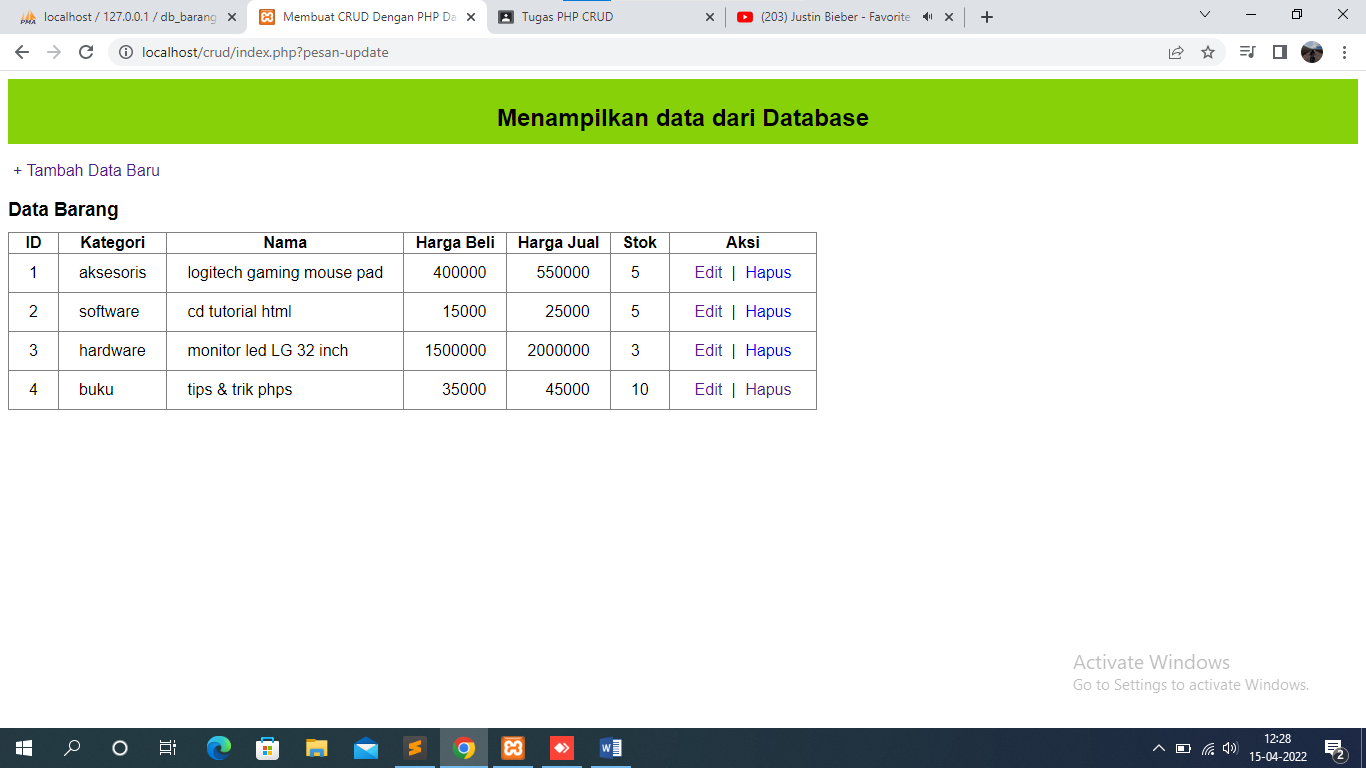 localhost / 127.0.0.1 / db_barang
Membuat CRUD Dengan PHP Da
Tugas PHP CRUD
(203) Justin Bieber - Favorite
localhost/crud/index.php?pesan-update
Menampilkan data dari Database
+ Tambah Data Baru
Data Barang
ID Kategori Nama Harga Beli Harga Jual Stok Aksi
1 aksesoris logitech gaming mouse pad 400000 550000 5 Edit | Hapus
2 software cd tutorial html 15000 25000 5 Edit | Hapus
3 hardware monitor led LG 32 inch 1500000 2000000 3 Edit | Hapus
4 buku tips & trik phps 35000 45000 10 Edit | Hapus
Activate Windows
Go to Settings to activate Windows.
12:28
15-04-2022
2